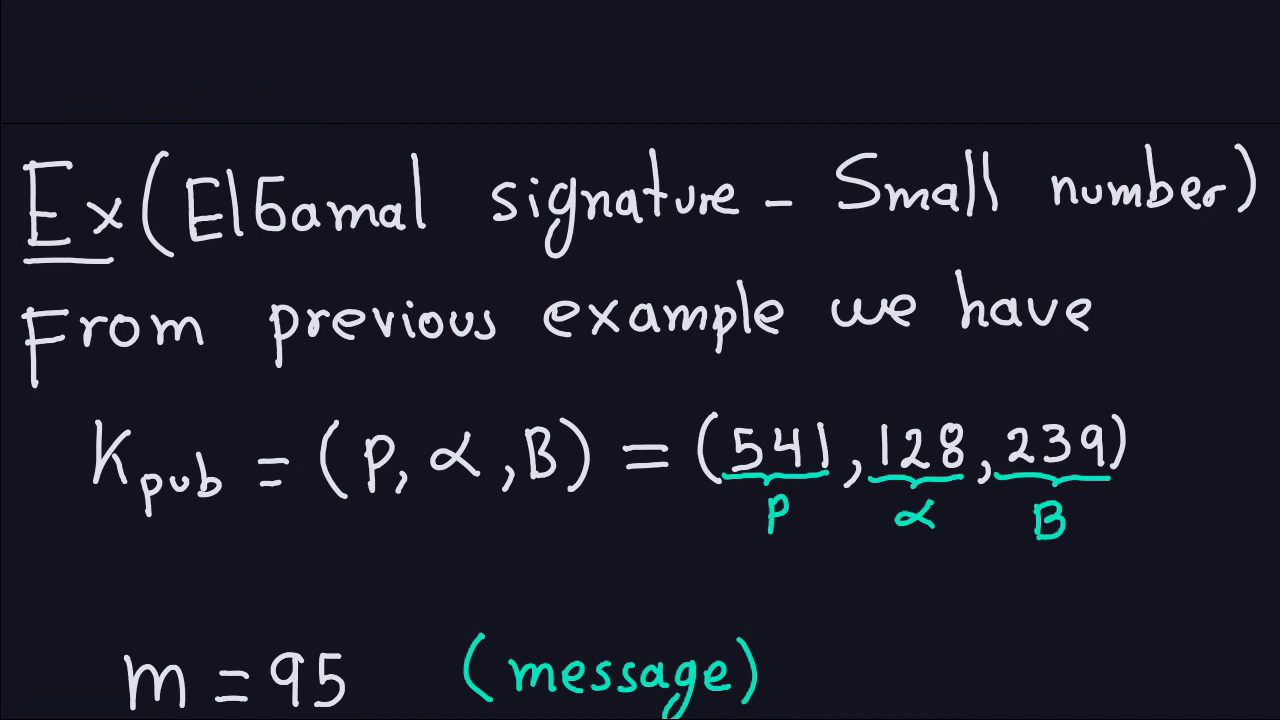 Ex (ElGamal signature - Small number)
From previous example we have
Kpub = (P, α, B) = (541, 128, 239)
P α B
m = 95 (message)